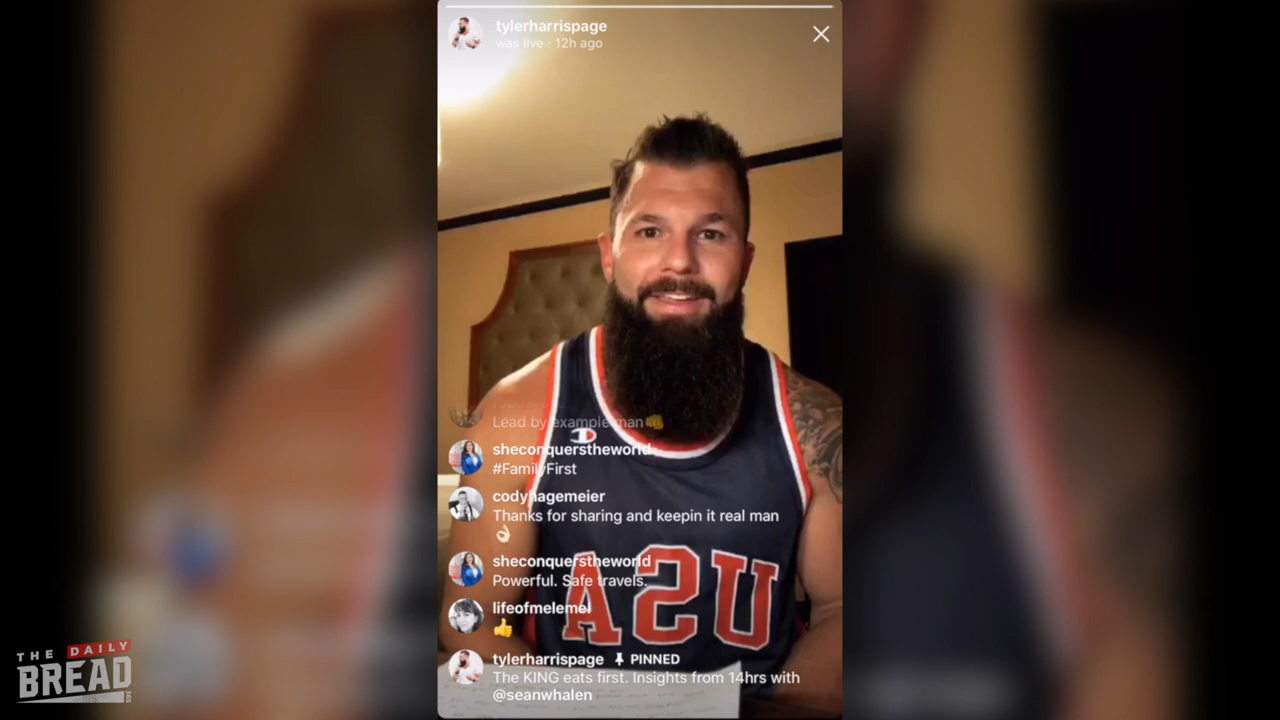 tylerharrispage
was live · 12h ago
Lead by example man👊
sheconquerstheworld
#FamilyFirst
codyhagemeier
Thanks for sharing and keepin it real man
👌🏻
sheconquerstheworld
Powerful. Safe travels.
lifeofmelemel
👍
tylerharrispage PINNED
The KING eats first. Insights from 14hrs with
@seanwhalen
USA
THE DAILY
BREAD
365